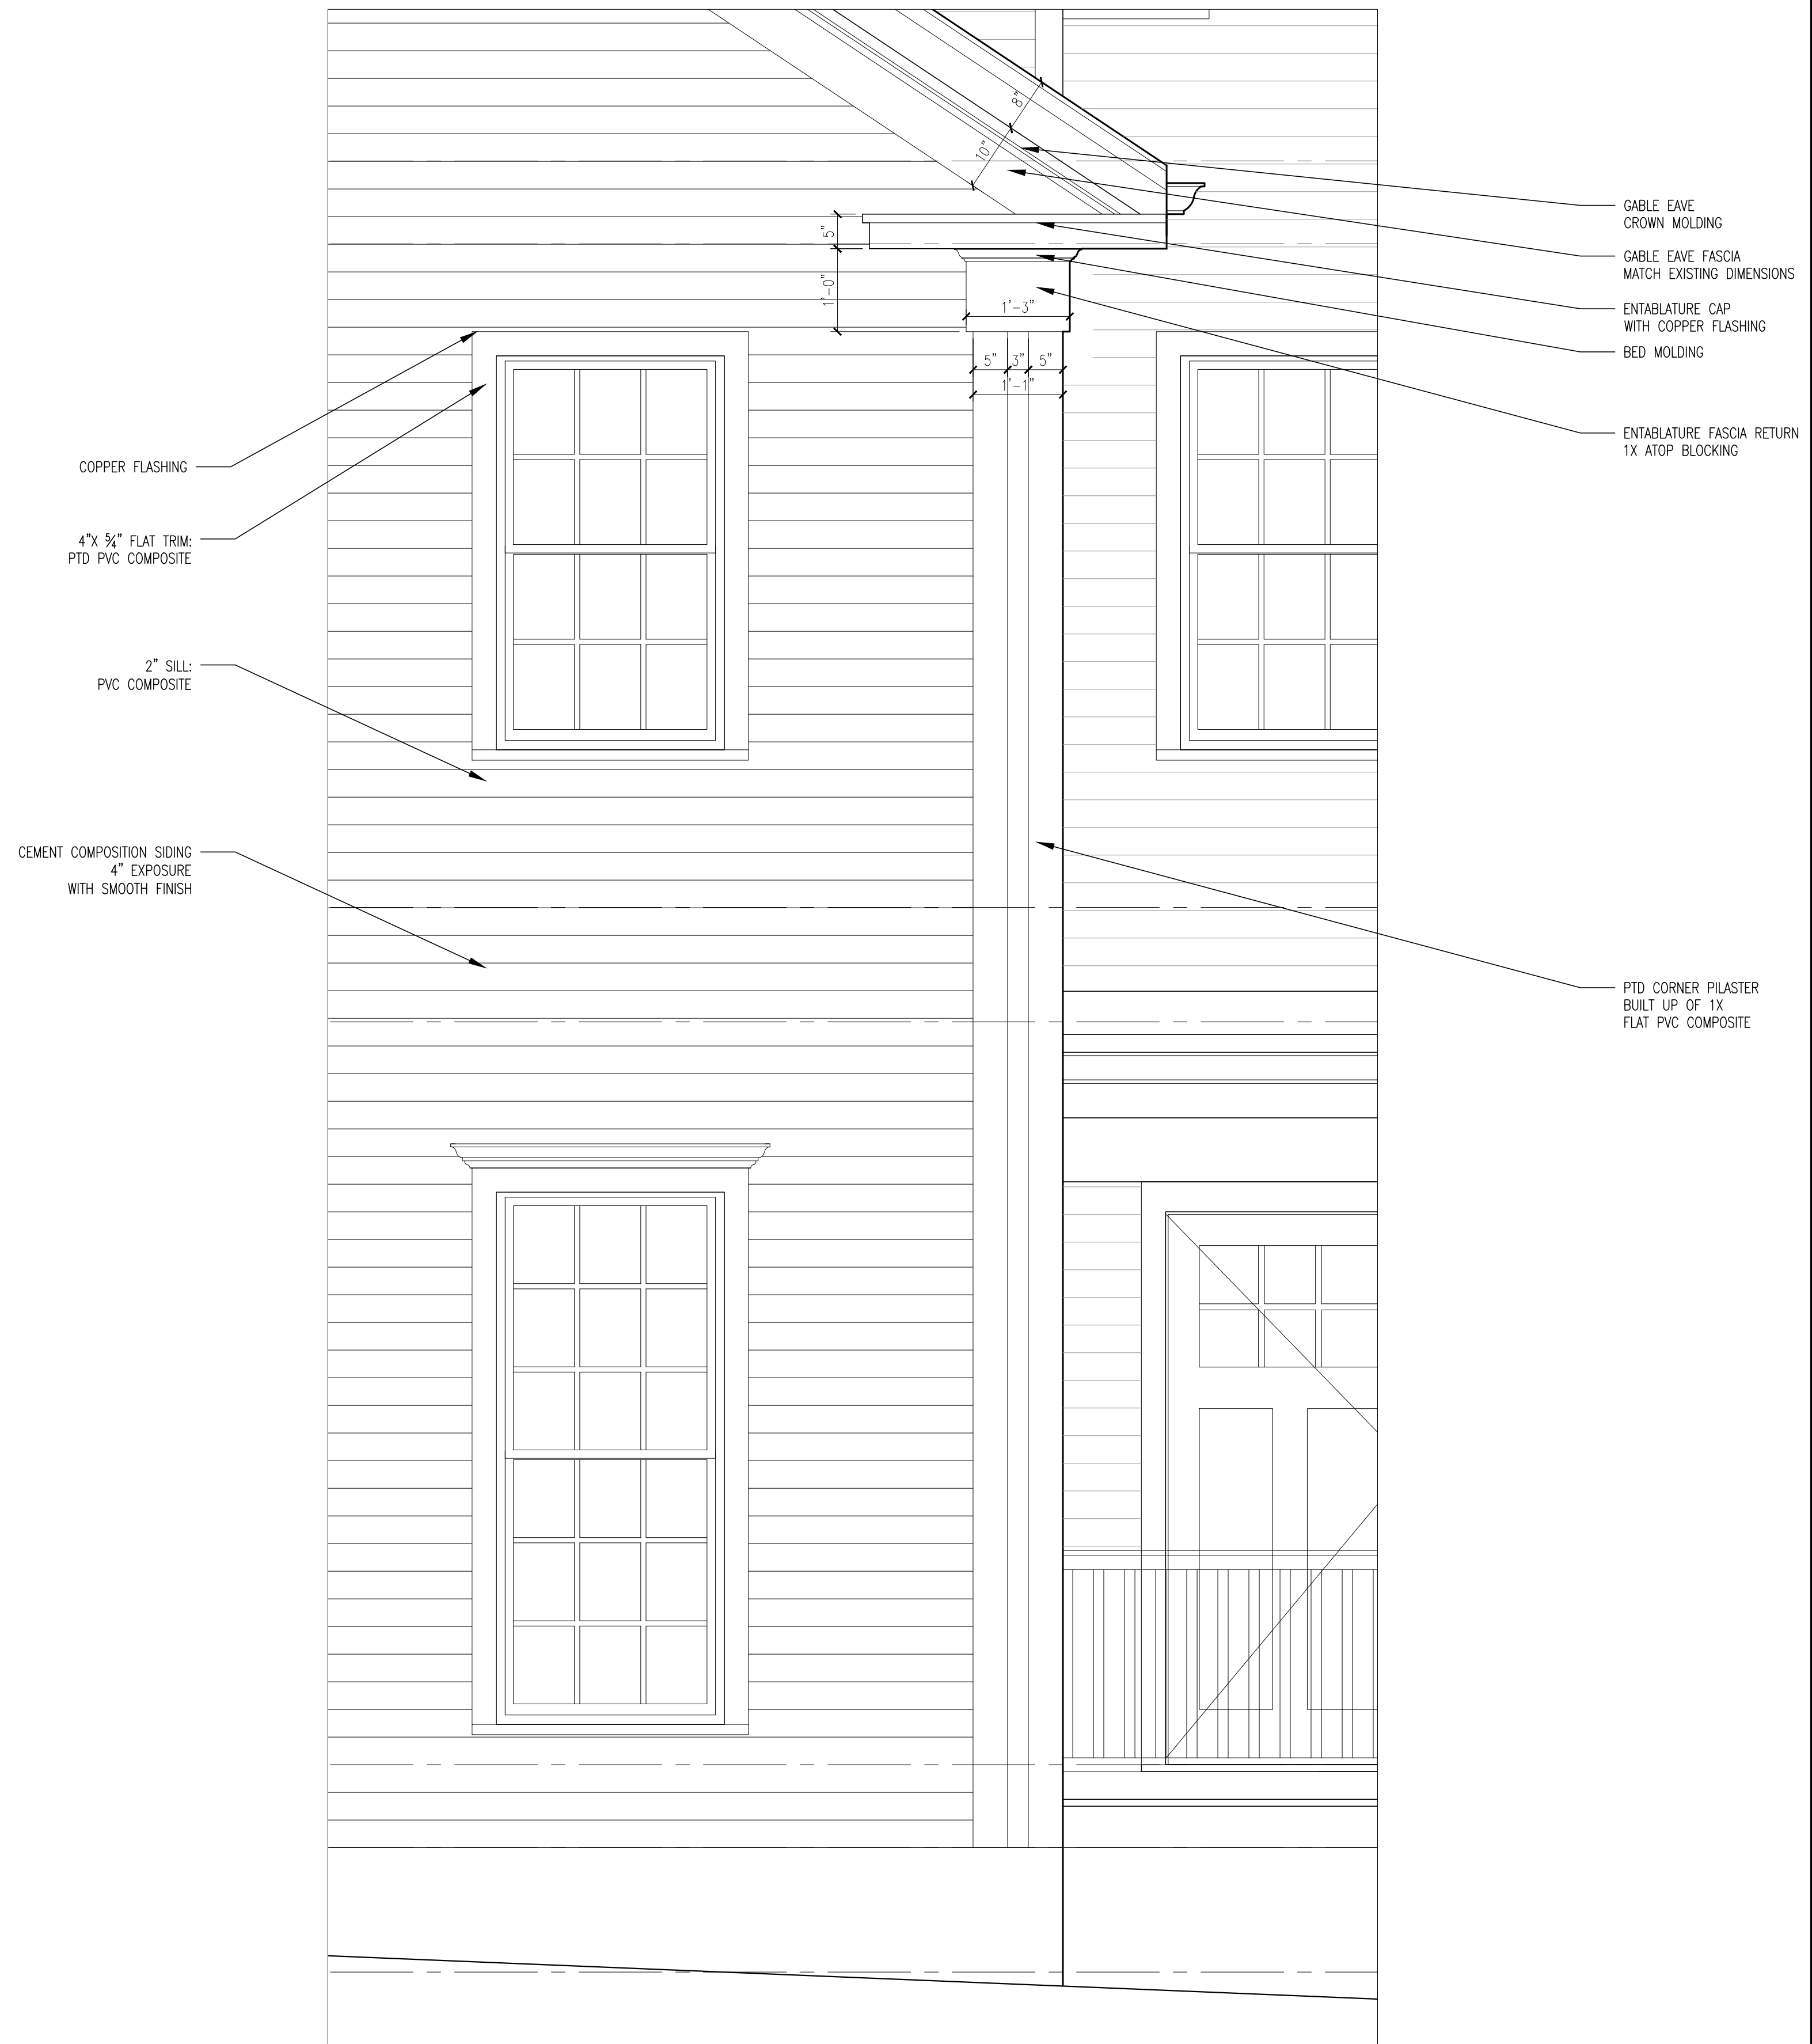 8"
10"
5"
1'-0"
1'-3"
5" 3" 5"
1'-1"
GABLE EAVE
CROWN MOLDING
GABLE EAVE FASCIA
MATCH EXISTING DIMENSIONS
ENTABLATURE CAP
WITH COPPER FLASHING
BED MOLDING
ENTABLATURE FASCIA RETURN
1X ATOP BLOCKING
COPPER FLASHING
4"X 5/4" FLAT TRIM:
PTD PVC COMPOSITE
2" SILL:
PVC COMPOSITE
CEMENT COMPOSITION SIDING
4" EXPOSURE
WITH SMOOTH FINISH
PTD CORNER PILASTER
BUILT UP OF 1X
FLAT PVC COMPOSITE